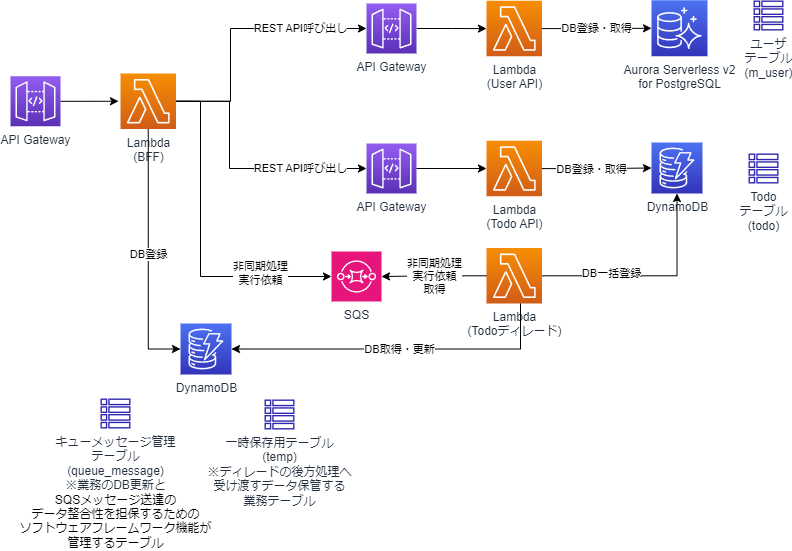 REST API呼び出し
API Gateway
Lambda
(User API)
DB登録・取得
Aurora Serverless v2
for PostgreSQL
ユーザ
テーブル
(m_user)
API Gateway
Lambda
(BFF)
REST API呼び出し
API Gateway
Lambda
(Todo API)
DB登録・取得
DynamoDB
Todo
テーブル
(todo)
DB登録
非同期処理
実行依頼
SQS
非同期処理
実行依頼
取得
Lambda
(Todoディレード)
DB一括登録
DB取得・更新
DynamoDB
キューメッセージ管理
テーブル
(queue_message)
※業務のDB更新と
SQSメッセージ送達の
データ整合性を担保するための
ソフトウェアフレームワーク機能が
管理するテーブル
一時保存用テーブル
(temp)
※ディレードの後方処理へ
受け渡すデータ保管する
業務テーブル